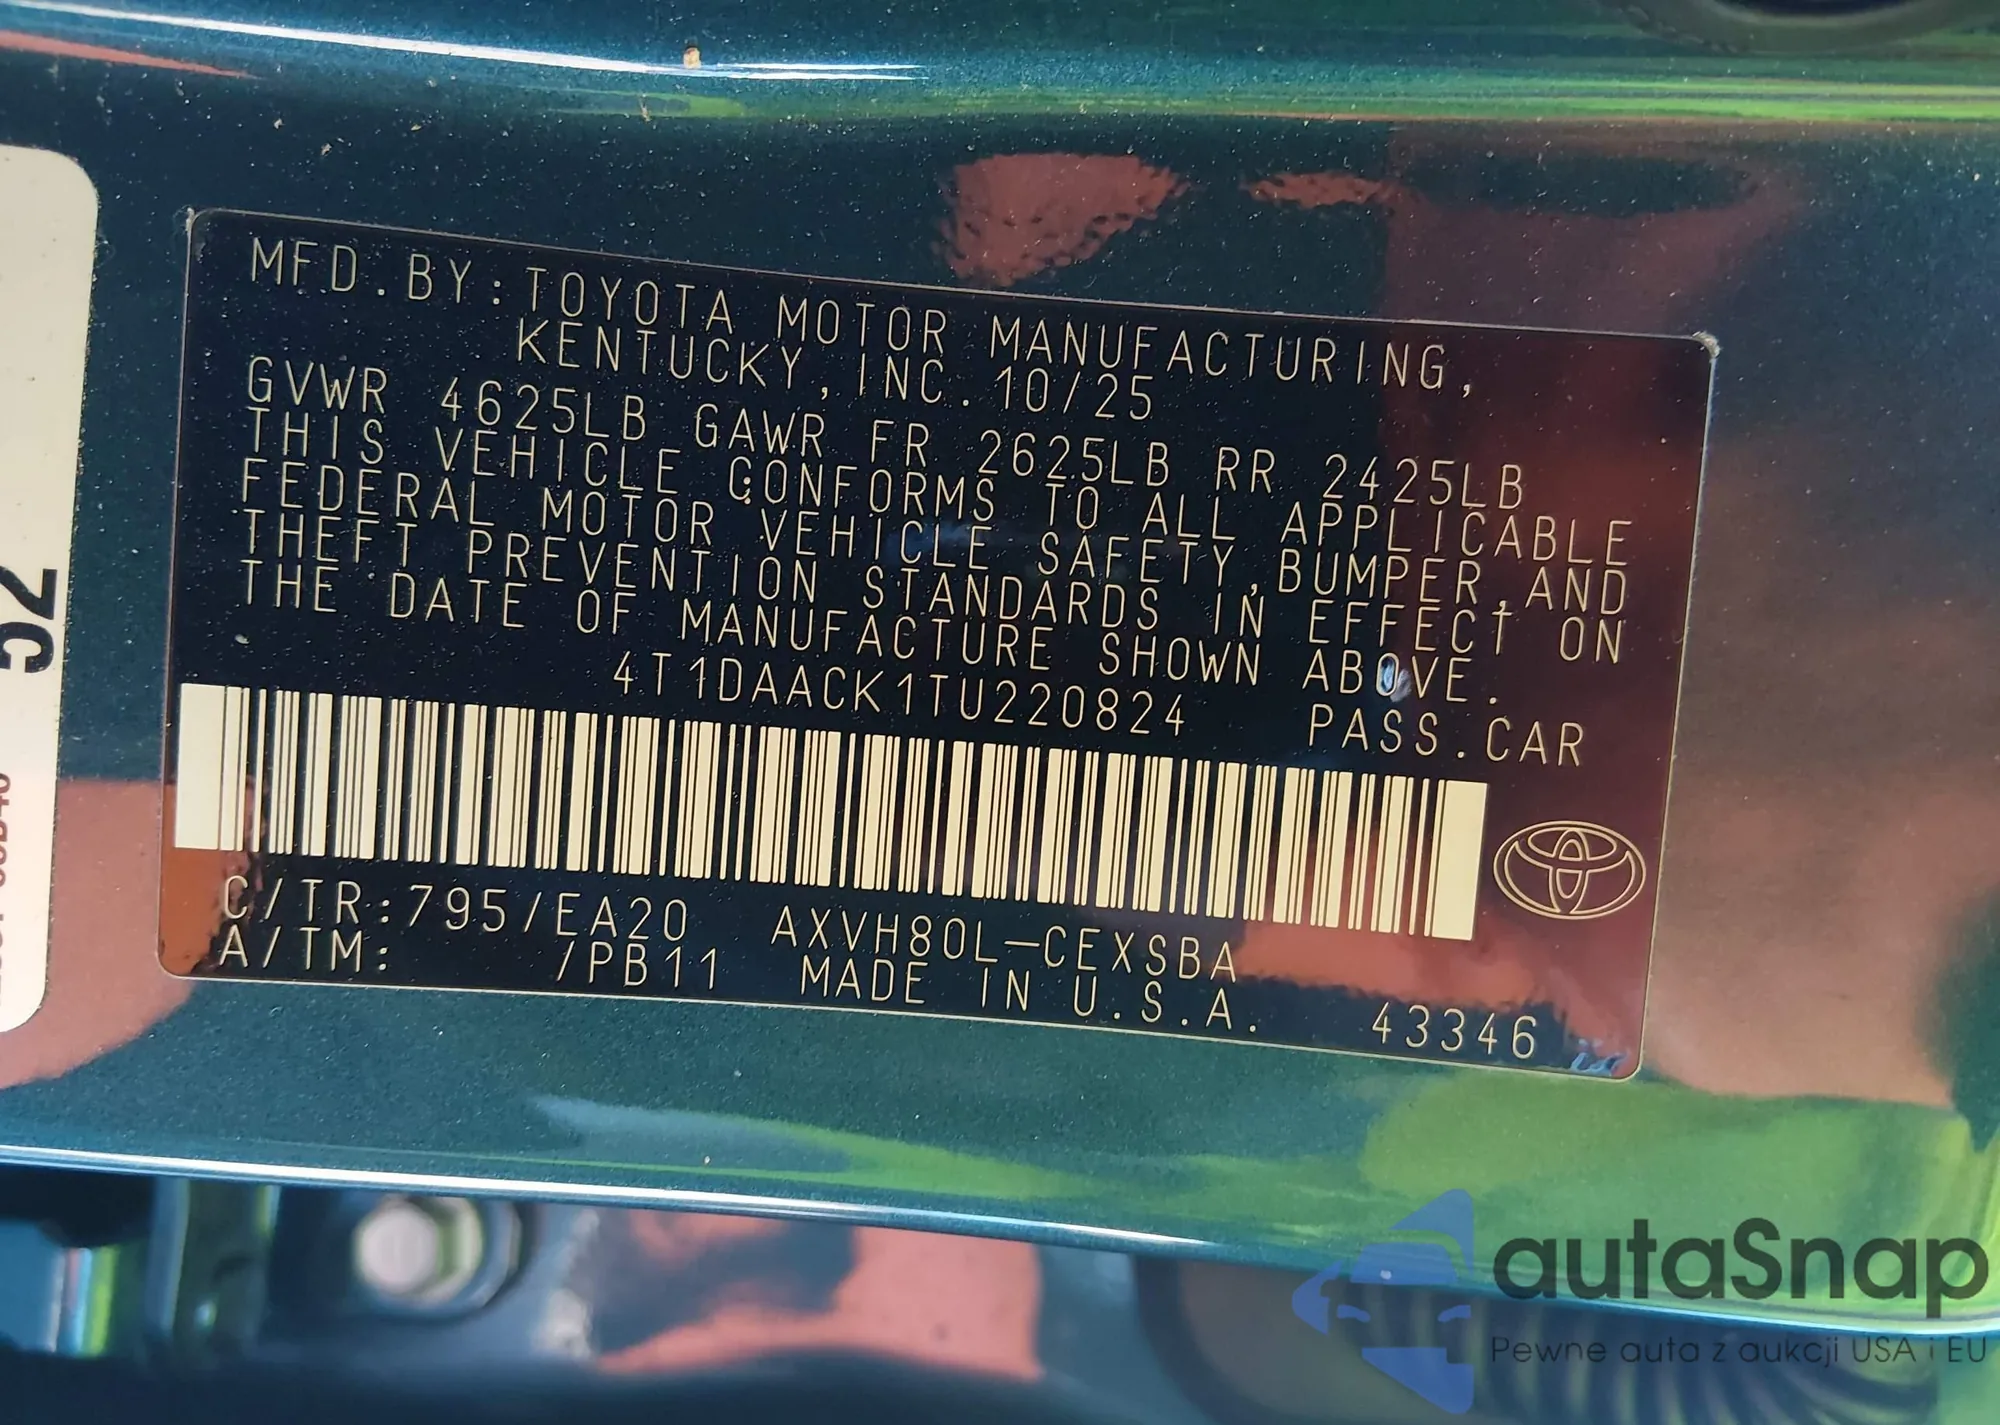 MFD.BY:TOYOTA MOTOR MANUFACTURING,
KENTUCKY,INC.10/25
GVWR 4625LB GAWR FR 2625LB RR 2425LB
THIS VEHICLE CONFORMS TO ALL APPLICABLE
FEDERAL MOTOR VEHICLE SAFETY,BUMPER,AND
THEFT PREVENTION STANDARDS IN EFFECT ON
THE DATE OF MANUFACTURE SHOWN ABOVE.
4T1DAACK1TU220824 PASS.CAR
C/TR:795/EA20 AXVH80L-CEXSBA
A/TM: /PB11 MADE IN U.S.A. 43346
52
autaSnap
Pewne auta z aukcji USA i EU